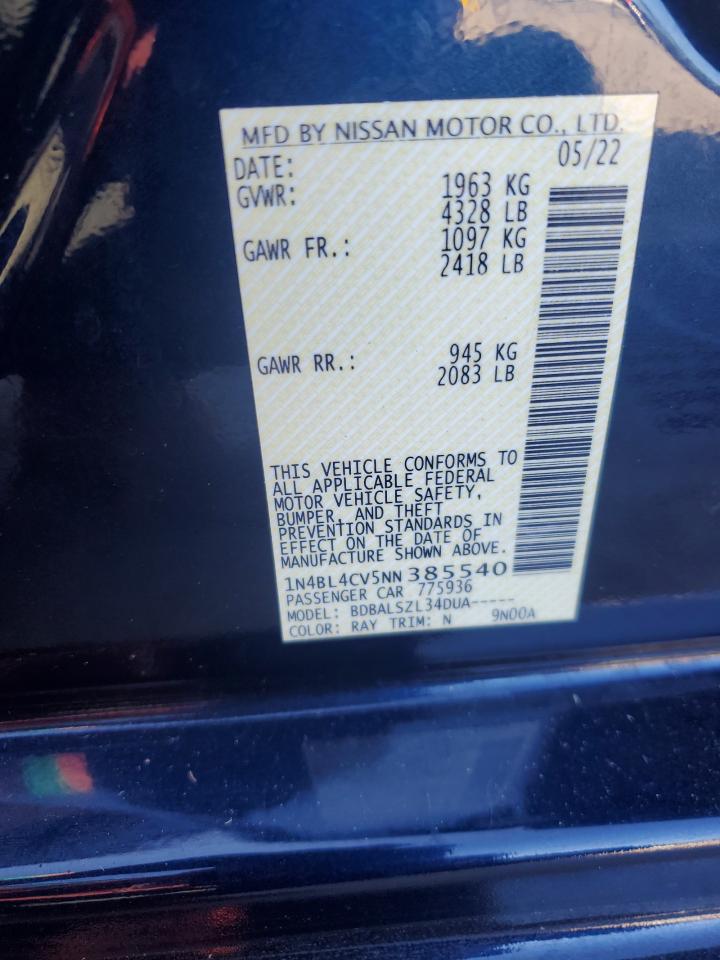 MFD BY NISSAN MOTOR CO., LTD.
DATE: 05/22
GVWR: 1963 KG
4328 LB
GAWR FR.: 1097 KG
2418 LB
GAWR RR.: 945 KG
2083 LB
THIS VEHICLE CONFORMS TO
ALL APPLICABLE FEDERAL
MOTOR VEHICLE SAFETY,
BUMPER, AND THEFT
PREVENTION STANDARDS IN
EFFECT ON THE DATE OF
MANUFACTURE SHOWN ABOVE.
1N4BL4CV5NN385540
PASSENGER CAR 775936
MODEL: BDBALSZL34DUA-----
COLOR: RAY TRIM: N 9N00A